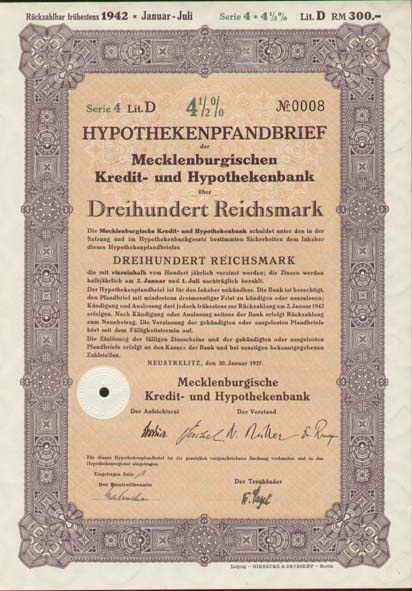 Rückzahlbar frühestens 1942 * Januar-Juli Serie 4 * 4½% Lit. D RM 300.-
Serie 4 Lit. D 4½% № 0008
HYPOTHEKENPFANDBRIEF
der
Mecklenburgischen
Kredit- und Hypothekenbank
über
Dreihundert Reichsmark
Die Mecklenburgische Kredit- und Hypothekenbank schuldet unter den in der
Satzung und im Hypothekenbankgesetz bestimmten Sicherheiten dem Inhaber
dieses Hypothekenpfandbriefes
DREIHUNDERT REICHSMARK
die mit viereinhalb vom Hundert jährlich verzinst werden; die Zinsen werden
halbjährlich am 2. Januar und 1. Juli nachträglich bezahlt.
Der Hypothekenpfandbrief ist für den Inhaber unkündbar. Die Bank ist berechtigt,
den Pfandbrief mit mindestens dreimonatiger Frist zu kündigen oder auszulosen;
Kündigung und Auslosung darf jedoch erstmals zur Rückzahlung zum 2. Januar 1942
erfolgen. Nach Kündigung oder Auslosung seitens der Bank erfolgt Rückzahlung
zum Nennbetrag. Die Verzinsung der gekündigten oder ausgelosten Pfandbriefe
hört mit dem Fälligkeitstermin auf.
Die Einlösung der fälligen Zinsscheine und der gekündigten oder ausgelosten
Pfandbriefe erfolgt an den Kassen der Bank und bei sonstigen bekanntgegebenen
Zahlstellen.
NEUSTRELITZ, den 30. Januar 1937.
Mecklenburgische
Kredit- und Hypothekenbank
Der Aufsichtsrat Der Vorstand
Für diesen Hypothekenpfandbrief ist die gesetzlich vorgeschriebene Deckung vorhanden und in das
Hypothekenregister eingetragen
Eingetragen Seite 1
Der Kontrollbeamte Der Treuhänder
Leipzig - GIESECKE & DEVRIENT - Berlin